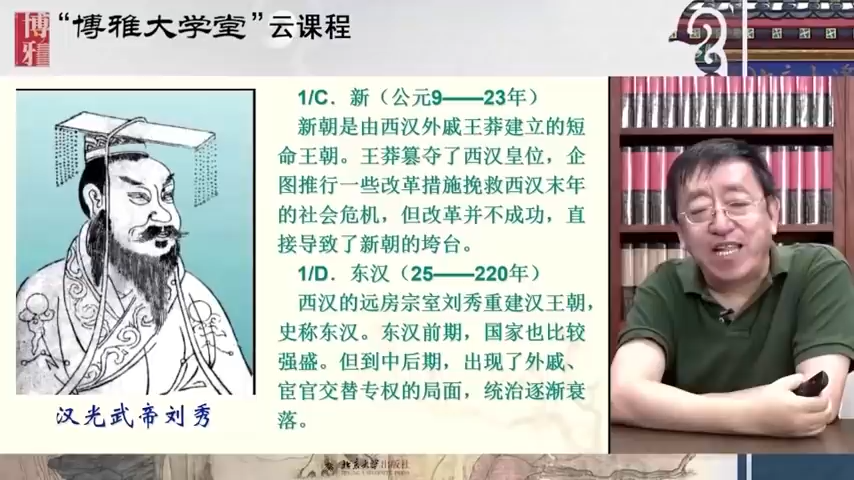 博雅
“博雅大学堂”云课程
1/C．新（公元9——23年）
新朝是由西汉外戚王莽建立的短
命王朝。王莽篡夺了西汉皇位，企
图推行一些改革措施挽救西汉末年
的社会危机，但改革并不成功，直
接导致了新朝的垮台。
1/D．东汉（25——220年）
西汉的远房宗室刘秀重建汉王朝，
史称东汉。东汉前期，国家也比较
强盛。但到中后期，出现了外戚、
宦官交替专权的局面，统治逐渐衰
落。
汉光武帝刘秀
北京大学出版社